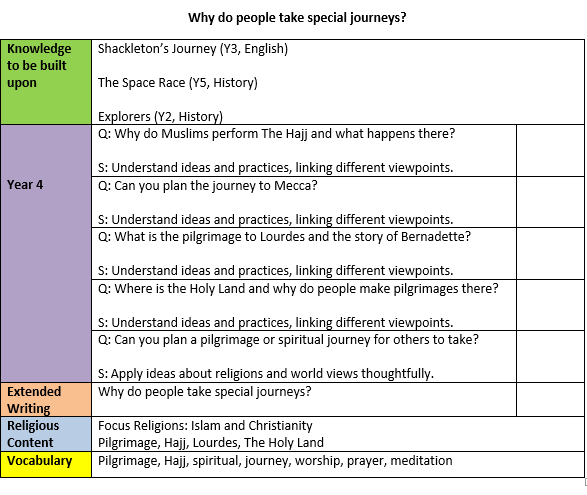 Why do people take special journeys?
Knowledge to be built upon
Shackleton's Journey (Y3, English)
The Space Race (Y5, History)
Explorers (Y2, History)
Year 4
Q: Why do Muslims perform The Hajj and what happens there?
S: Understand ideas and practices, linking different viewpoints.
Q: Can you plan the journey to Mecca?
S: Understand ideas and practices, linking different viewpoints.
Q: What is the pilgrimage to Lourdes and the story of Bernadette?
S: Understand ideas and practices, linking different viewpoints.
Q: Where is the Holy Land and why do people make pilgrimages there?
S: Understand ideas and practices, linking different viewpoints.
Q: Can you plan a pilgrimage or spiritual journey for others to take?
S: Apply ideas about religions and world views thoughtfully.
Extended Writing
Why do people take special journeys?
Religious Content
Focus Religions: Islam and Christianity
Pilgrimage, Hajj, Lourdes, The Holy Land
Vocabulary
Pilgrimage, Hajj, spiritual, journey, worship, prayer, meditation